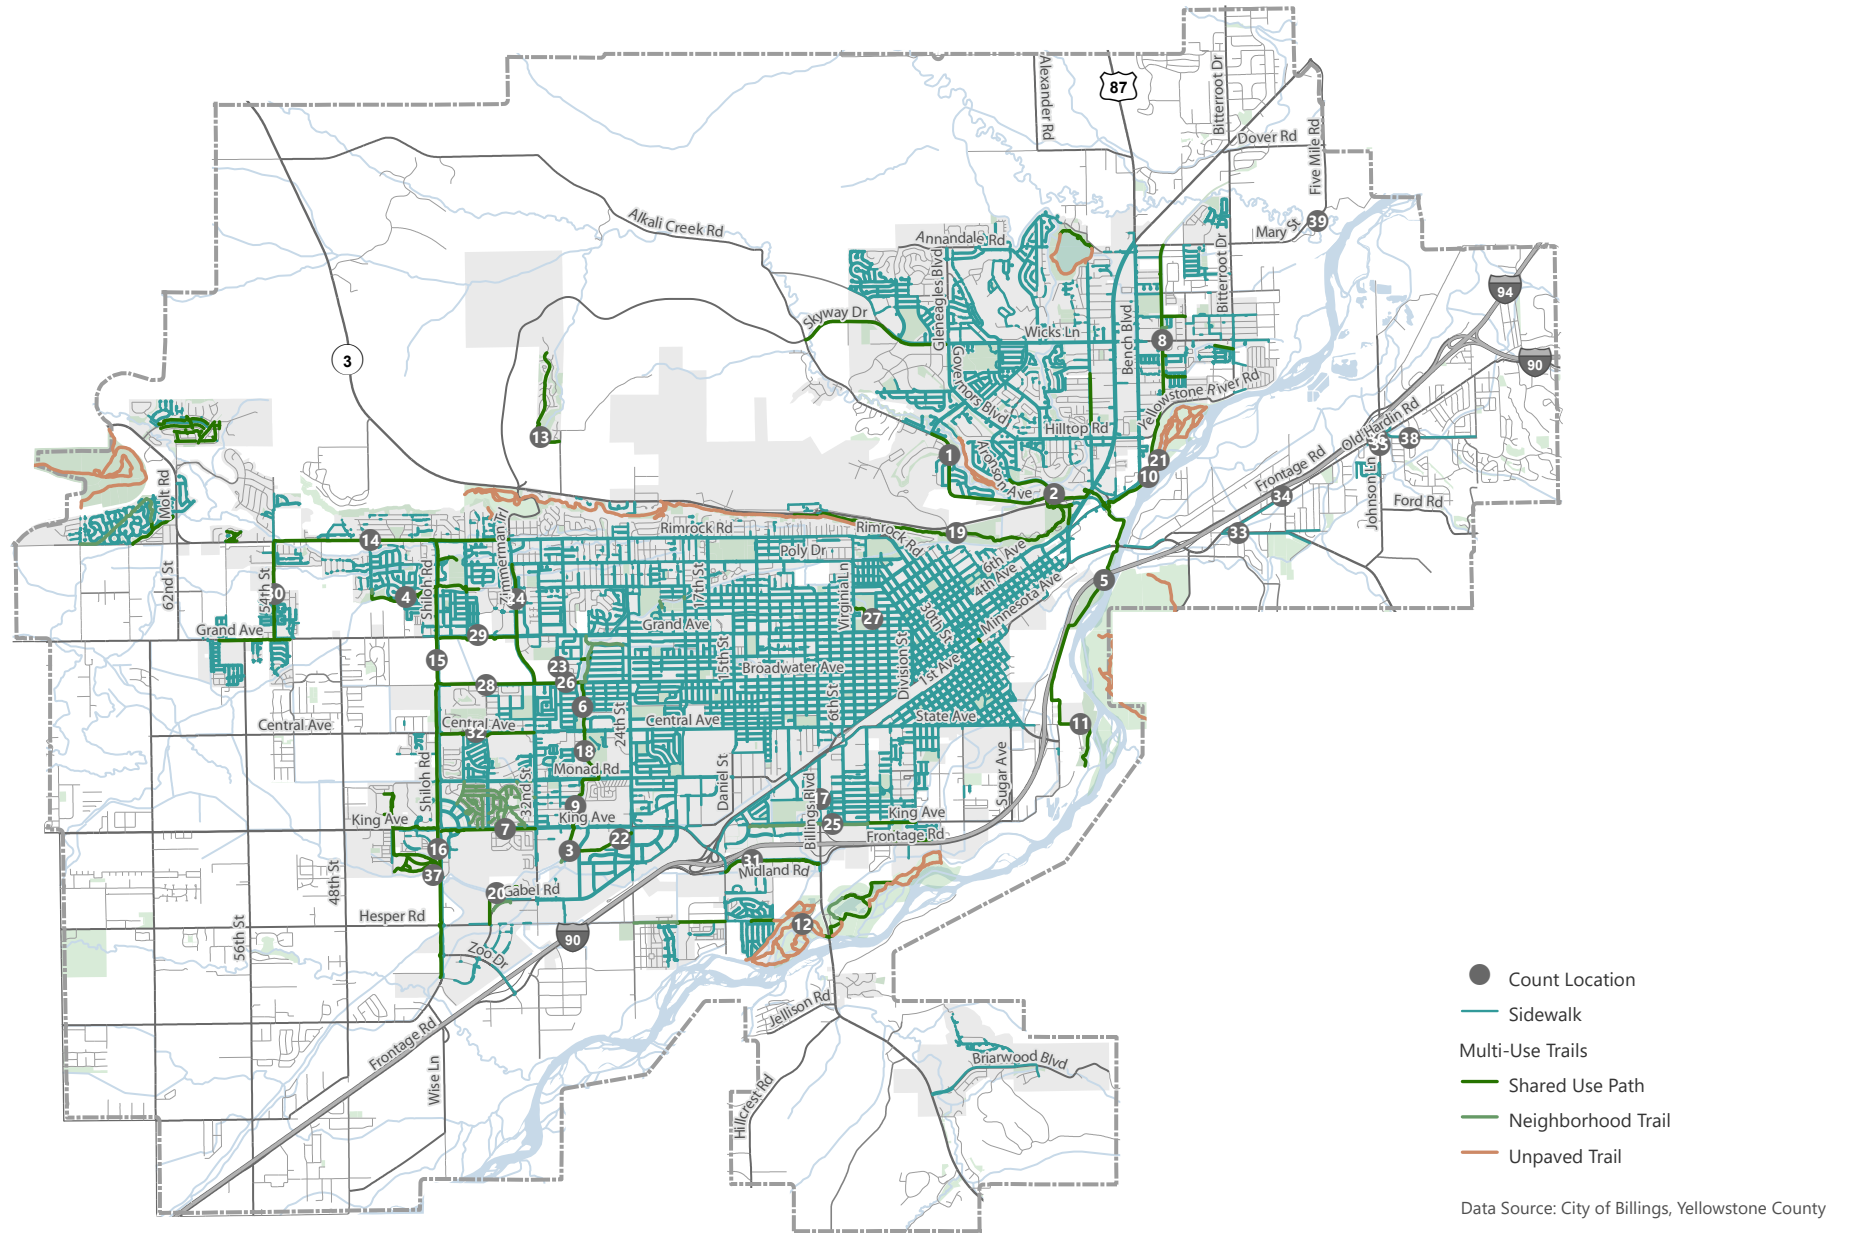 87
Alexander Rd
Bitterroot Dr
Dover Rd
Five Mile Rd
39
Mary St
Alkali Creek Rd
Annandale Rd
Gleneagles Blvd
Bitterroot Dr
94
90
3
Skyway Dr
Wicks Ln
Bench Blvd
8
Governors Blvd
Yellowstone River Rd
Hilltop Rd
13
1
Aronson Ave
2
21
10
Old Hardin Rd
36
35
38
Frontage Rd
34
Johnson Ln
Ford Rd
33
Molt Rd
Zimmerman Trl
Rimrock Rd
Rimrock Rd
19
14
Poly Dr
6th Ave
4th Ave
Minnesota Ave
5
62nd St
54th St
30
4
Shiloh Rd
24
17th St
Virginia Ln
27
30th St
Grand Ave
29
Grand Ave
15
23
26
28
15th St
Broadwater Ave
Division St
1st Ave
6
6th St
24th St
Central Ave
Central Ave
32
Central Ave
State Ave
11
18
Monad Rd
Shiloh Rd
32nd St
Daniel St
Billings Blvd
Sugar Ave
9
King Ave
7
King Ave
17
25
King Ave
Frontage Rd
16
3
22
37
31
Midland Rd
48th St
20
Gabel Rd
Hesper Rd
56th St
Zoo Dr
90
12
Jellison Rd
Frontage Rd
Wise Ln
Hillcrest Rd
Briarwood Blvd
Count Location
Sidewalk
Multi-Use Trails
Shared Use Path
Neighborhood Trail
Unpaved Trail
Data Source: City of Billings, Yellowstone County